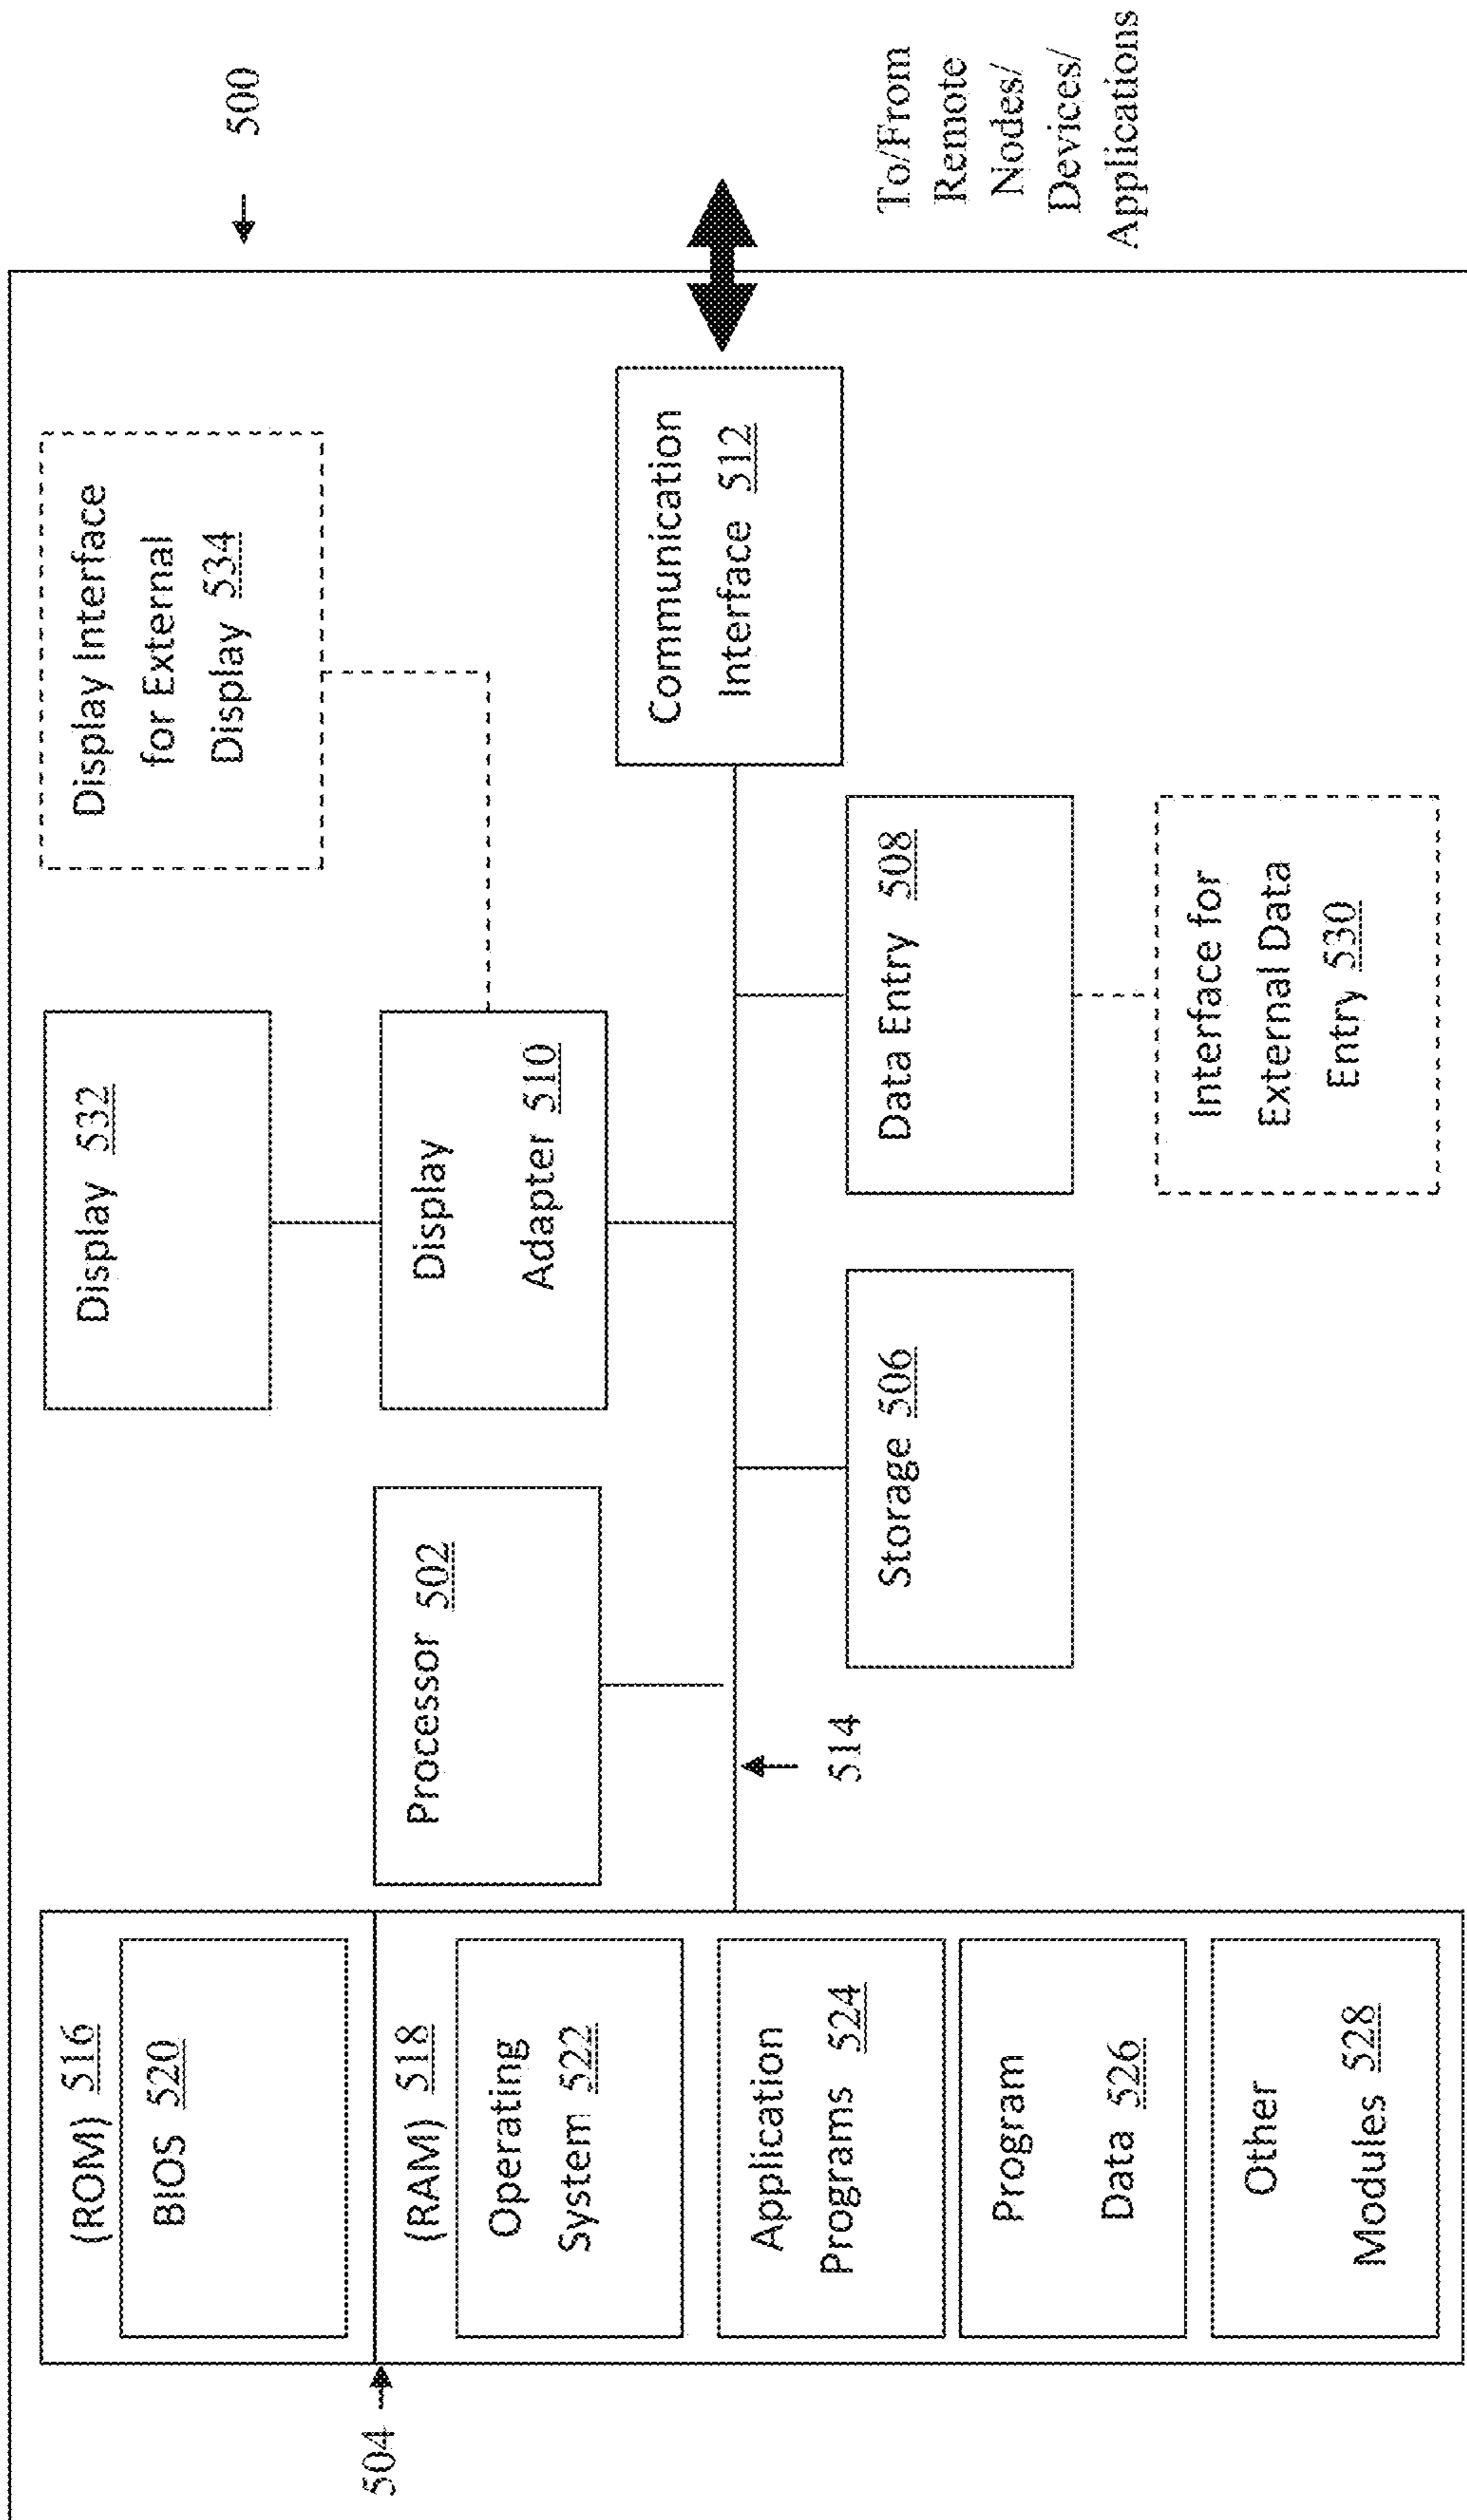 500
(ROM) 516
BIOS 520
504
(RAM) 518
Operating
System 522
Application
Programs 524
Program
Data 526
Other
Modules 528
Processor 502
514
Display 532
Display
Adapter 510
Storage 506
Display Interface
for External
Display 534
Data Entry 508
Interface for
External Data
Entry 530
Communication
Interface 512
To/From
Remote
Nodes/
Devices/
Applications